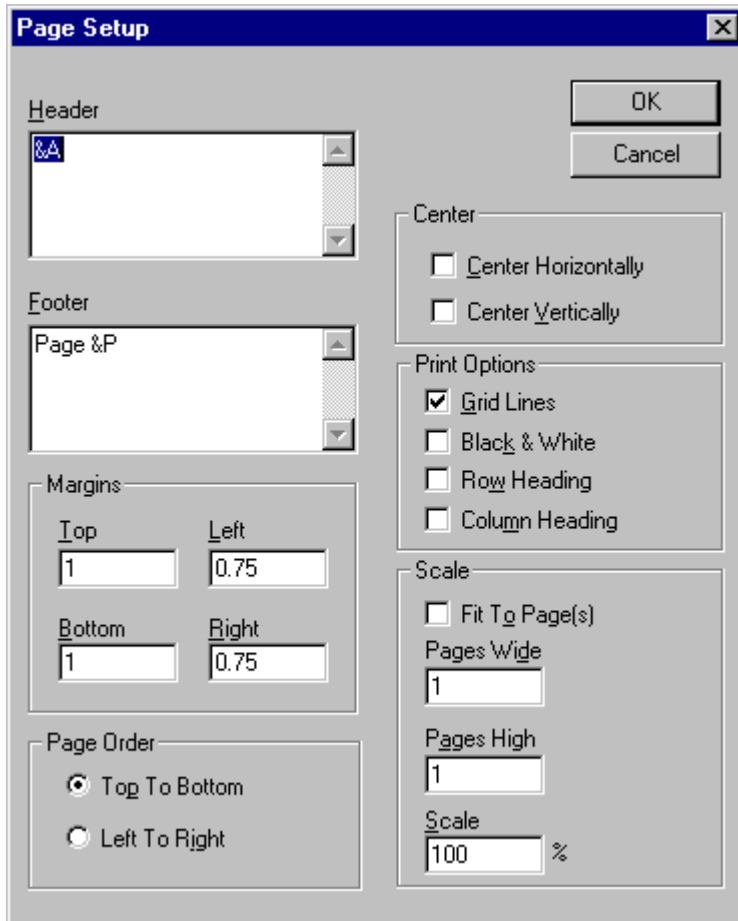 Page Setup
Header
&A
Footer
Page &P
Margins
Top
Left
1
0.75
Bottom
Right
1
0.75
Page Order
Top To Bottom
Left To Right
OK
Cancel
Center
Center Horizontally
Center Vertically
Print Options
Grid Lines
Black & White
Row Heading
Column Heading
Scale
Fit To Page(s)
Pages Wide
1
Pages High
1
Scale
100 %